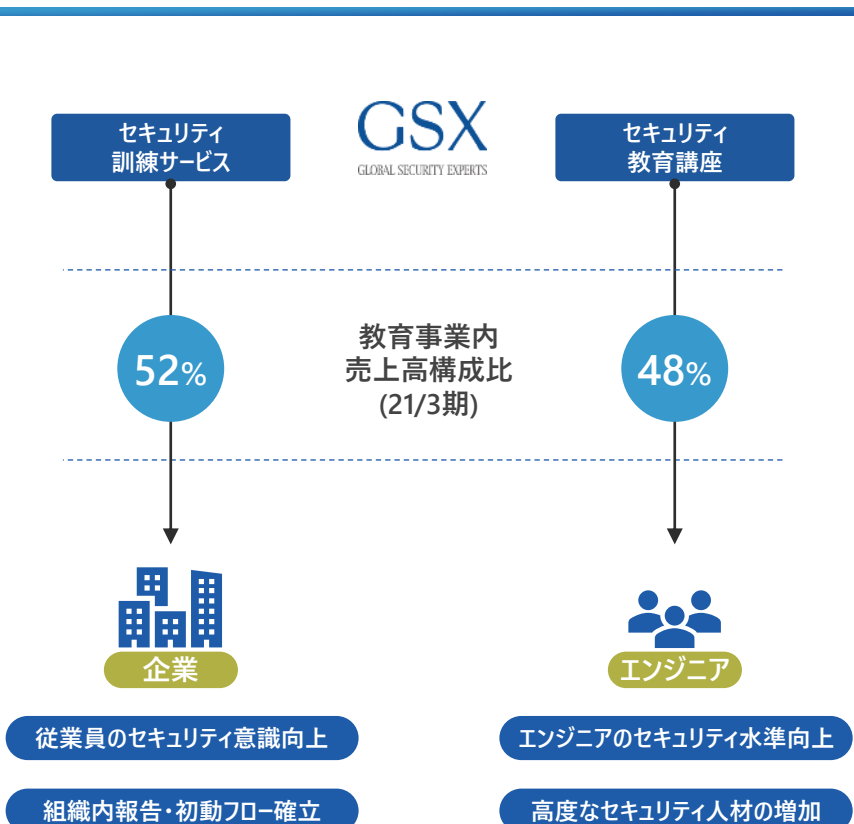 セキュリティ
訓練サービス
GSX
GLOBAL SECURITY EXPERTS
セキュリティ
教育講座
52%
教育事業内
売上高構成比
(21/3期)
48%
企業
エンジニア
従業員のセキュリティ意識向上
エンジニアのセキュリティ水準向上
組織内報告・初動フロー確立
高度なセキュリティ人材の増加